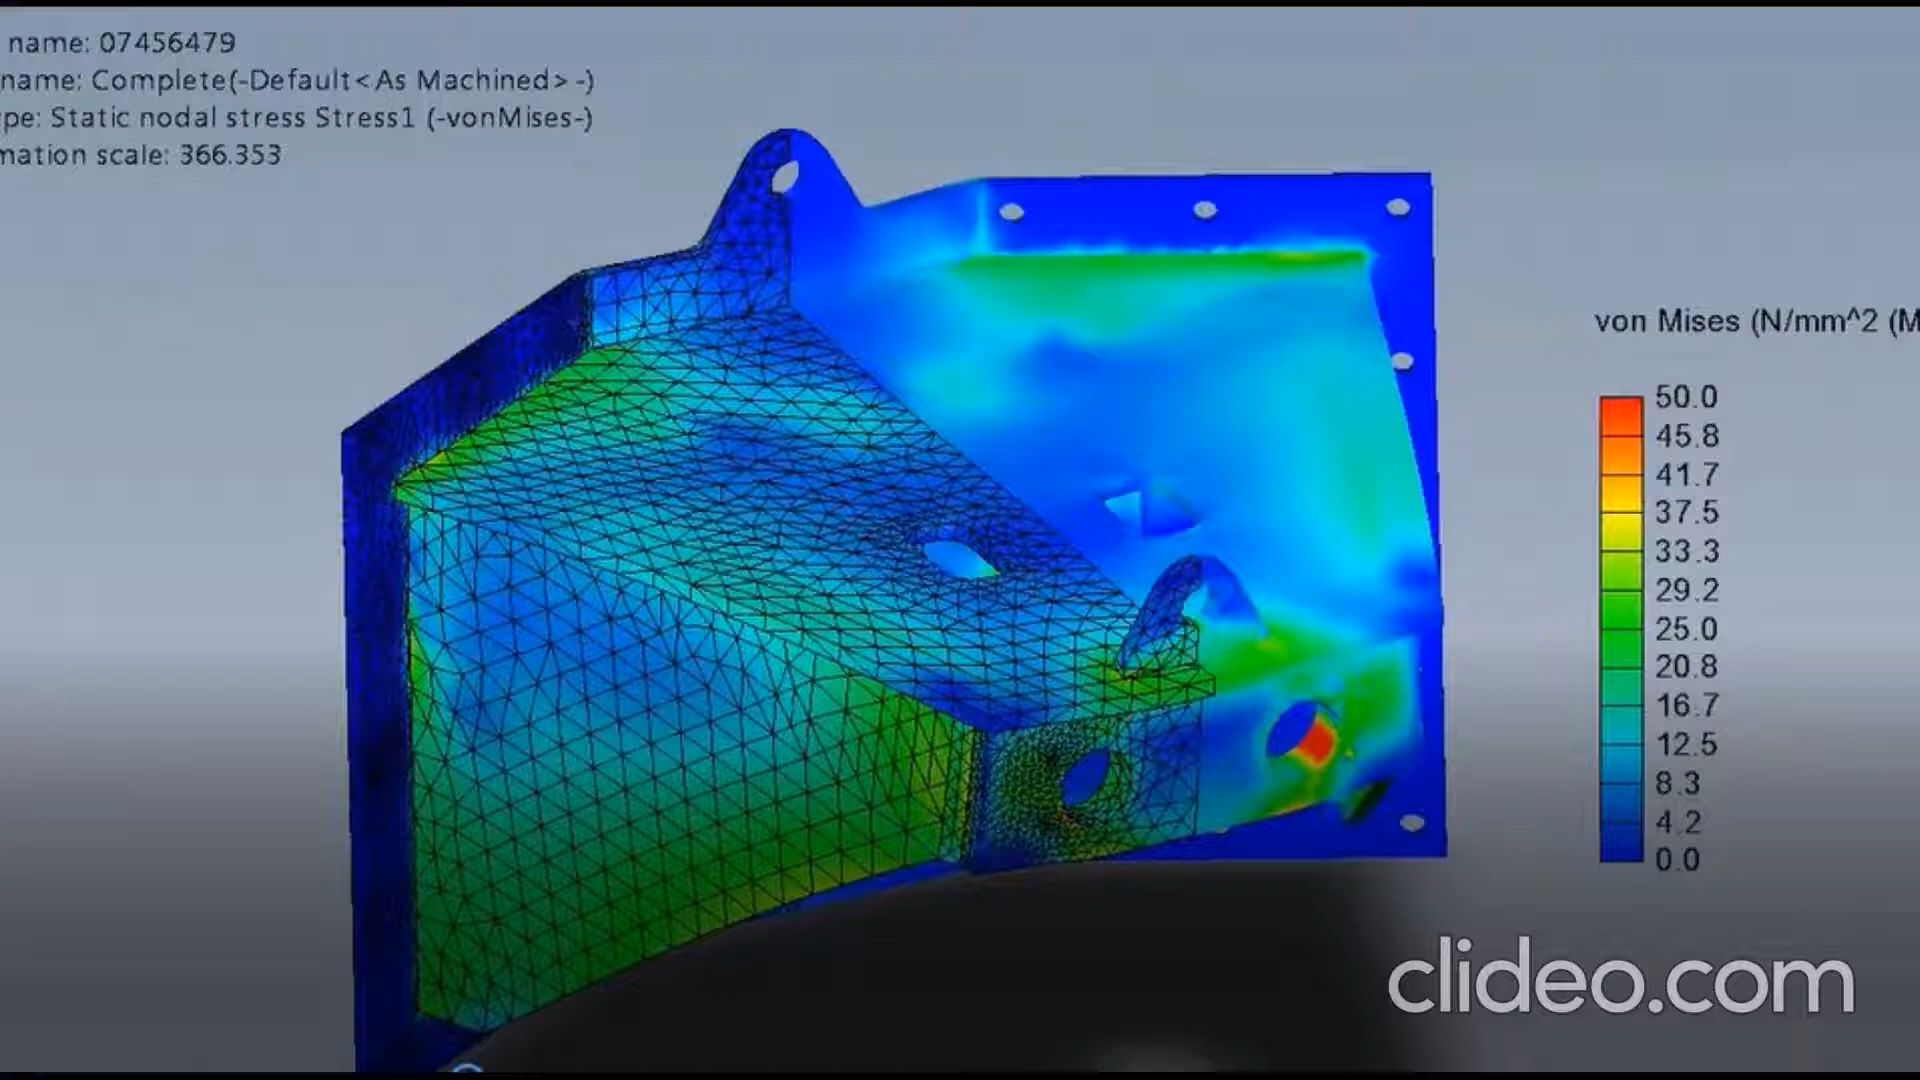 name: 07456479
name: Complete(-Default<As Machined>-)
pe: Static nodal stress Stress1 (-vonMises-)
mation scale: 366.353
von Mises (N/mm^2 (M
50.0
45.8
41.7
37.5
33.3
29.2
25.0
20.8
16.7
12.5
8.3
4.2
0.0
clideo.com